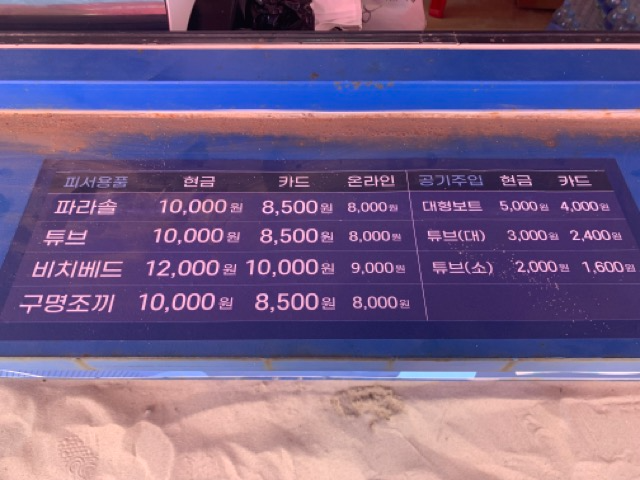 피서용품 현금 카드 온라인 공기주입 현금 카드
파라솔 10,000원 8,500원 8,000원 대형보트 5,000원 4,000원
튜브 10,000원 8,500원 8,000원 튜브(대) 3,000원 2,400원
비치베드 12,000원 10,000원 9,000원 튜브(소) 2,000원 1,600원
구명조끼 10,000원 8,500원 8,000원